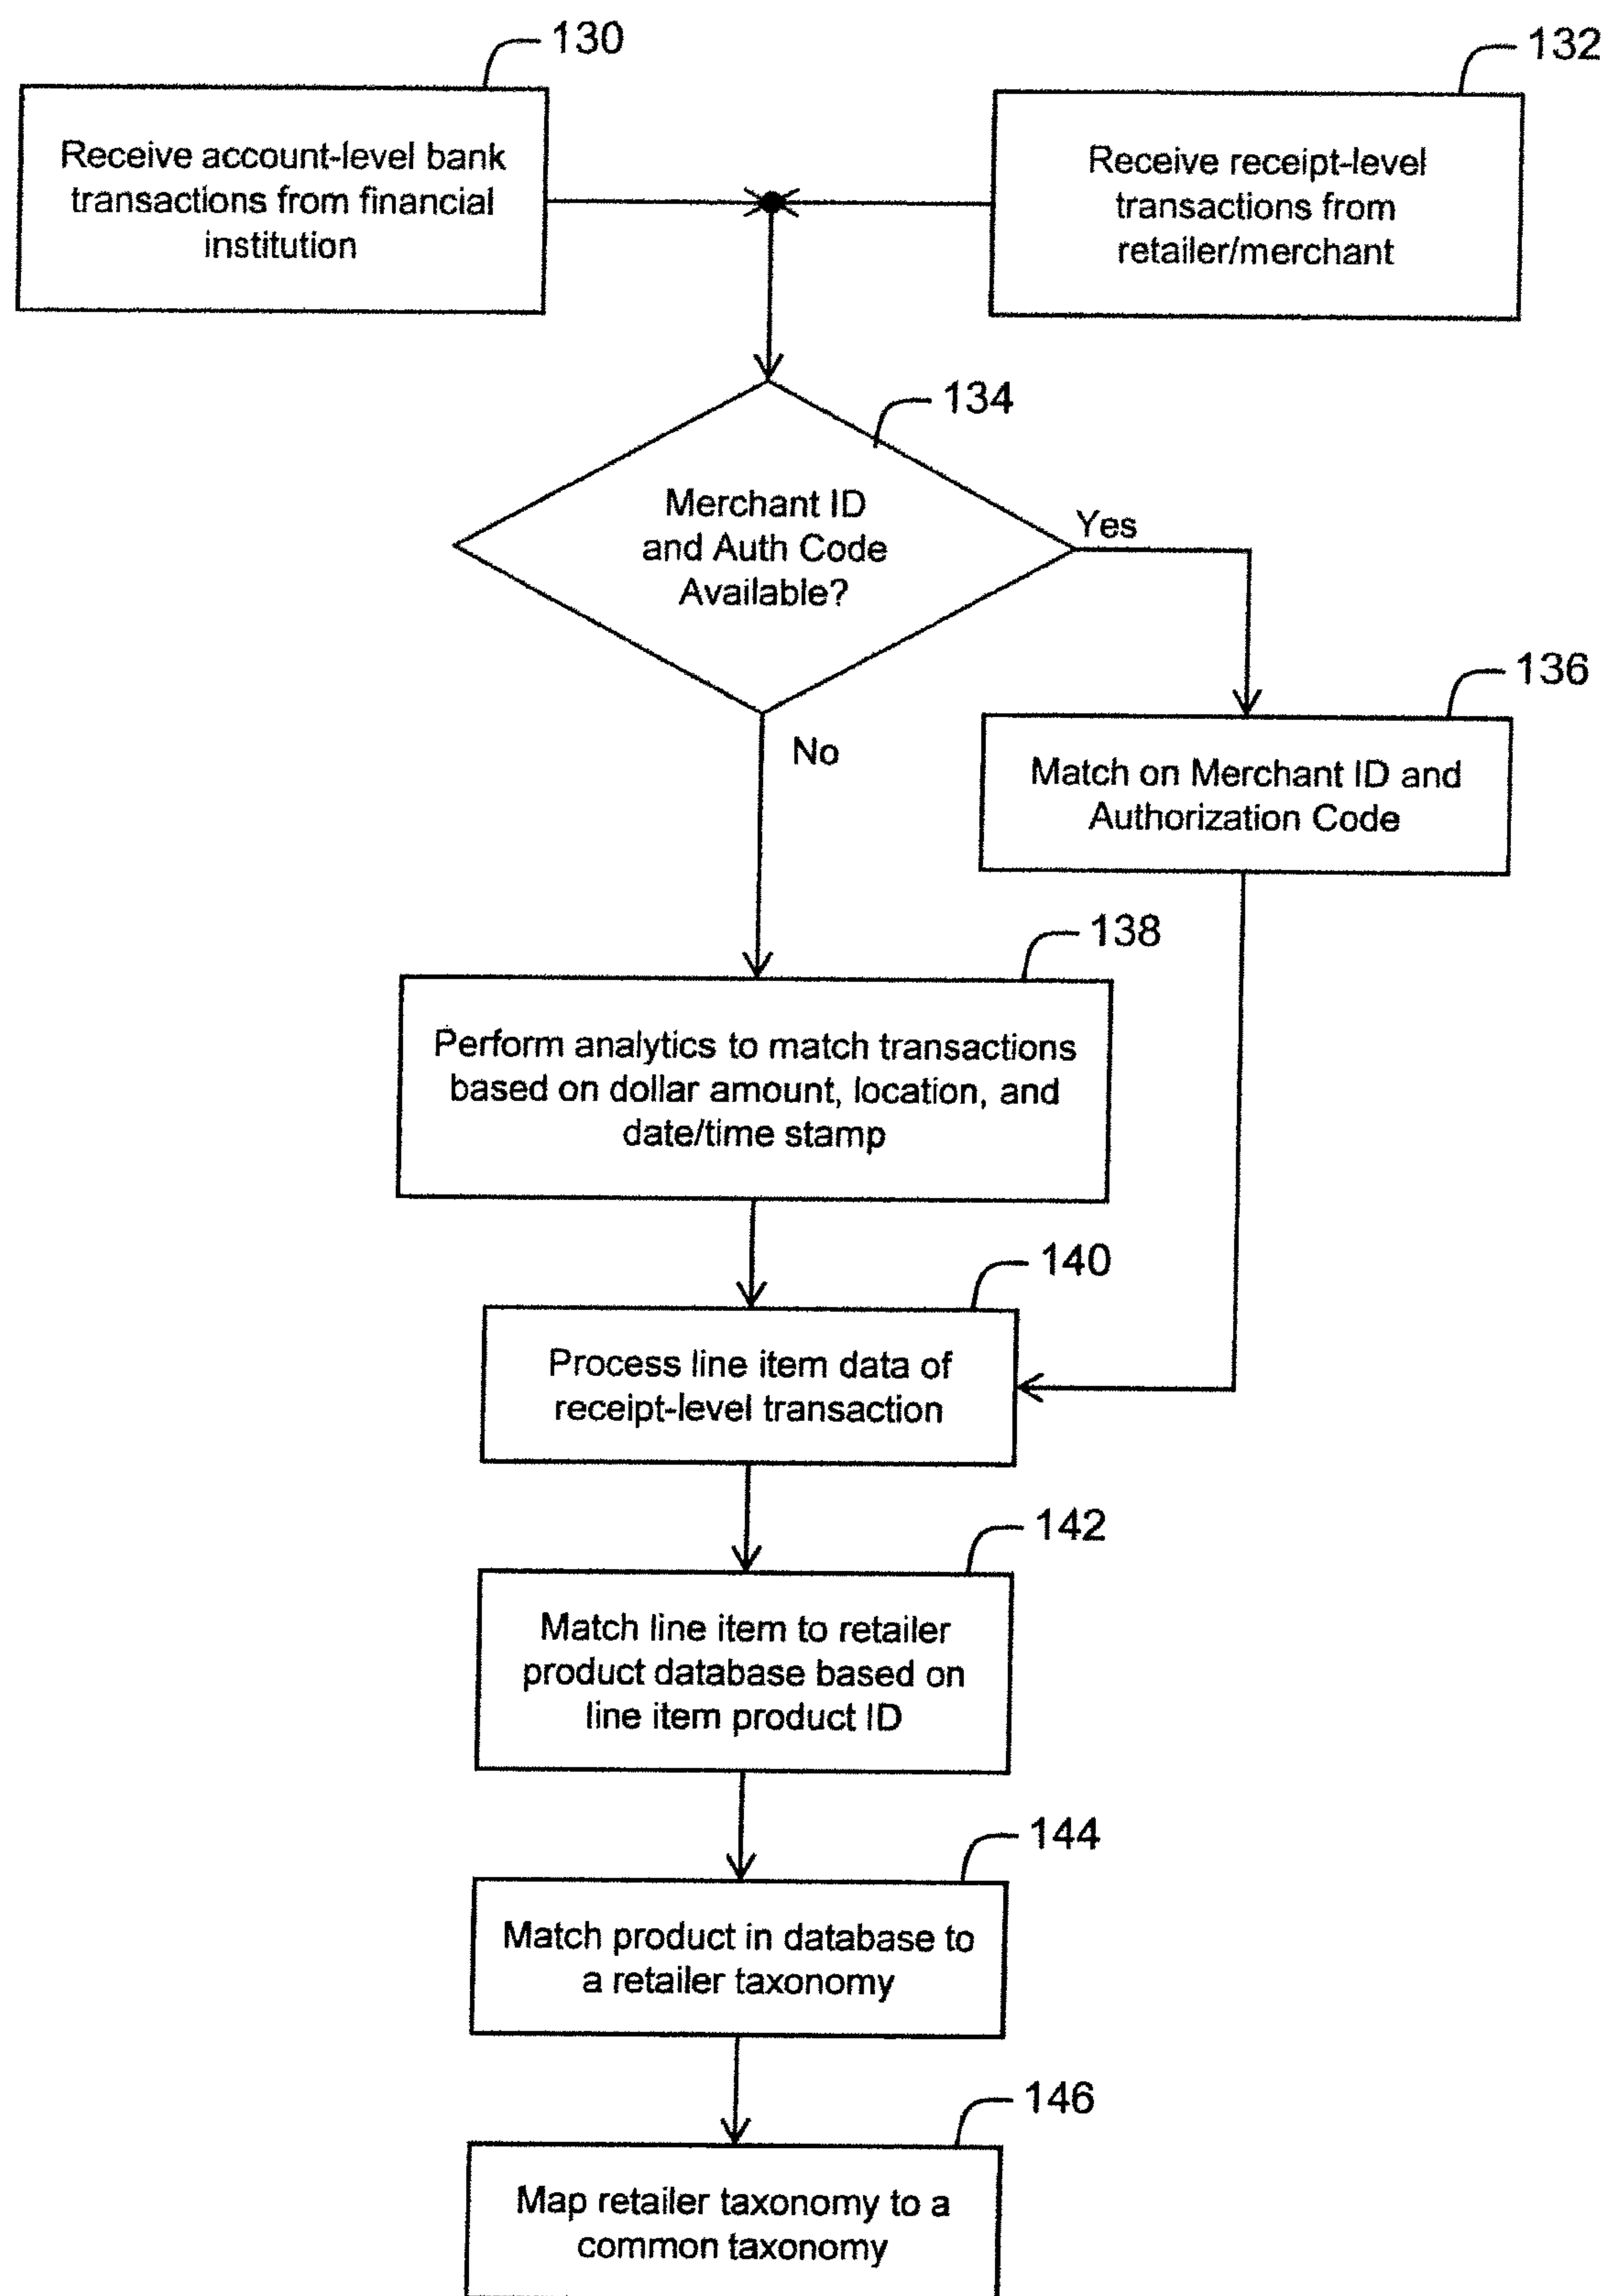 130
Receive account-level bank
transactions from financial
institution
132
Receive receipt-level
transactions from
retailer/merchant
134
Merchant ID
and Auth Code
Available?
Yes
No
136
Match on Merchant ID and
Authorization Code
138
Perform analytics to match transactions
based on dollar amount, location, and
date/time stamp
140
Process line item data of
receipt-level transaction
142
Match line item to retailer
product database based on
line item product ID
144
Match product in database to
a retailer taxonomy
146
Map retailer taxonomy to a
common taxonomy